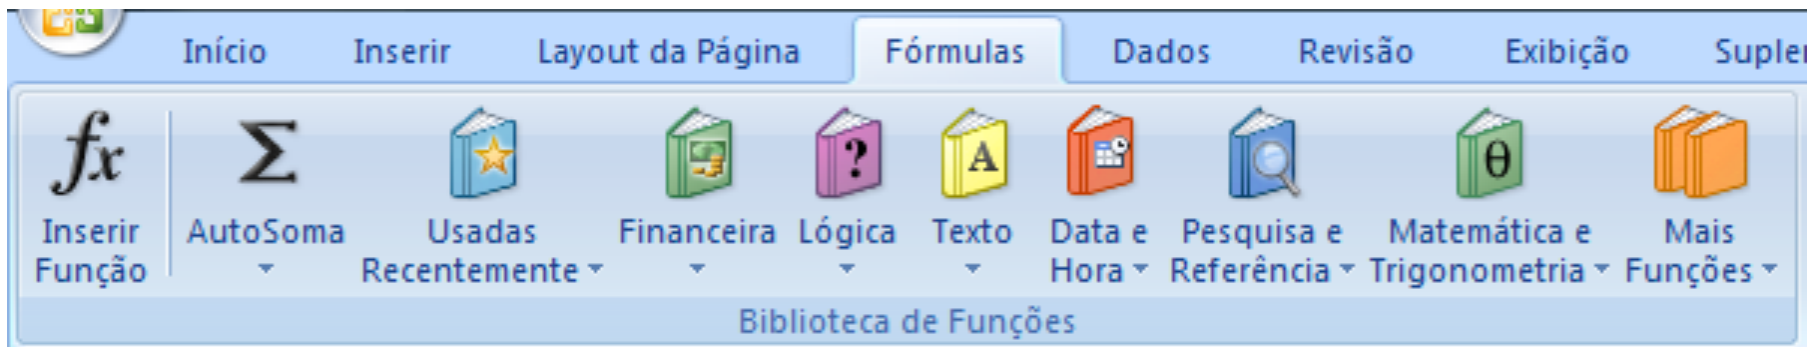 Início Inserir Layout da Página Fórmulas Dados Revisão Exibição
fx Σ ? A θ
Inserir AutoSoma Usadas Financeira Lógica Texto Data e Pesquisa e Matemática e Mais
Função Recentemente Hora Referência Trigonometria Funções
Biblioteca de Funções